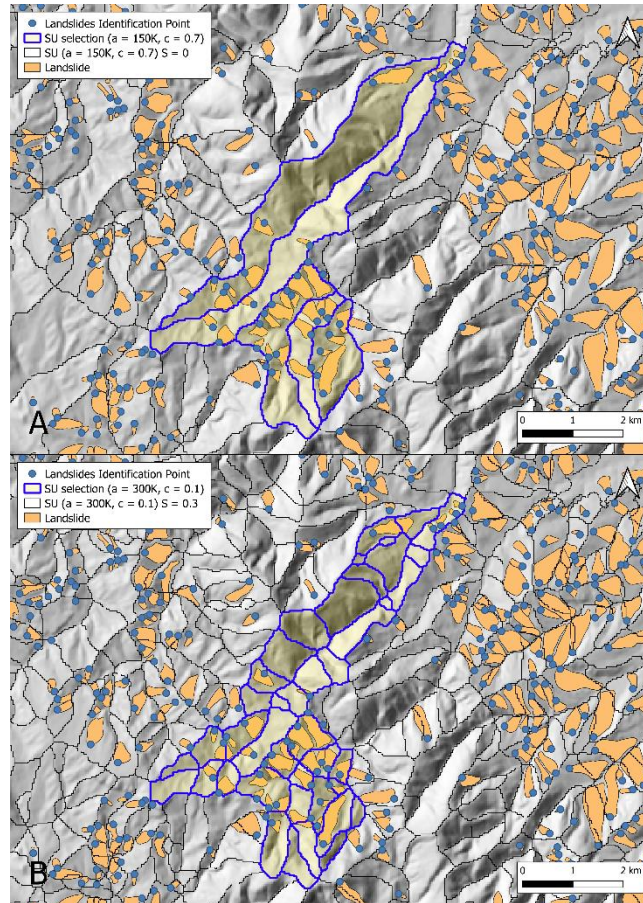 Landslides Identification Point
SU selection (a = 150K, c = 0.7)
SU (a = 150K, c = 0.7) S = 0
Landslide
A
0 1 2 km
Landslides Identification Point
SU selection (a = 300K, c = 0.1)
SU (a = 300K, c = 0.1) S = 0.3
Landslide
B
0 1 2 km